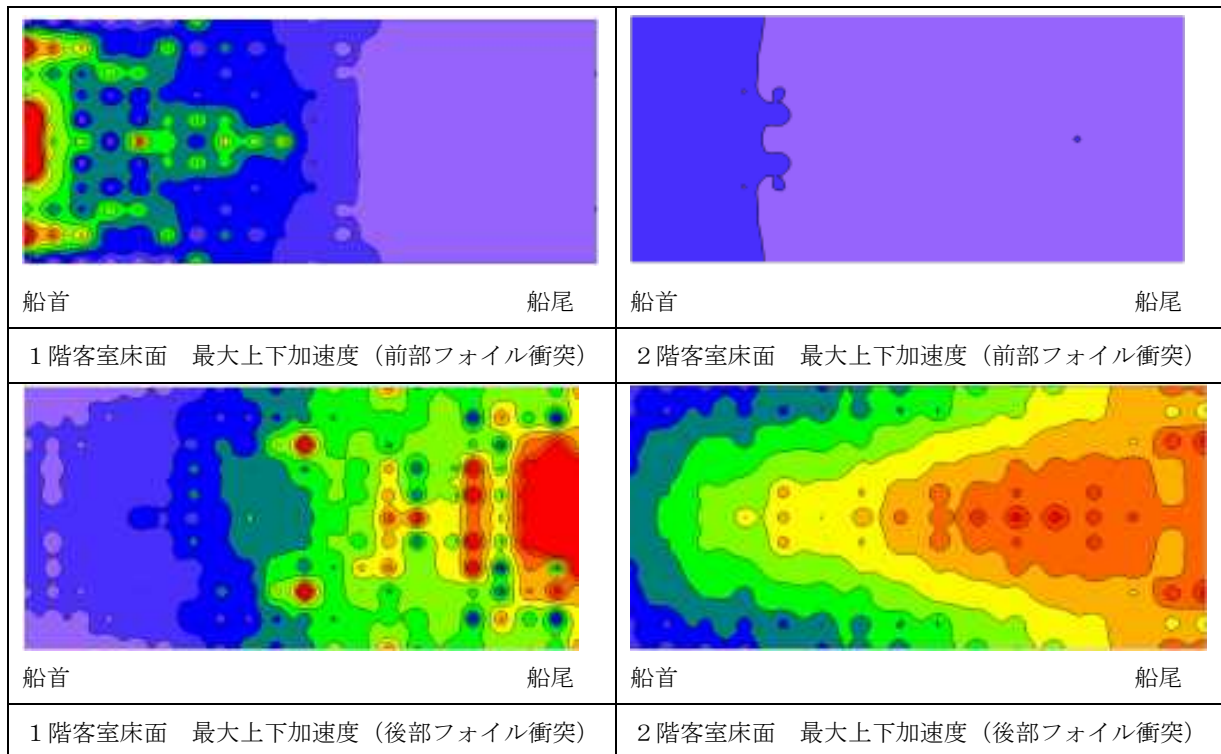 船首 船尾
船首 船尾
1階客室床面 最大上下加速度(前部フォイル衝突)
2階客室床面 最大上下加速度(前部フォイル衝突)
船首 船尾
船首 船尾
1階客室床面 最大上下加速度(後部フォイル衝突)
2階客室床面 最大上下加速度(後部フォイル衝突)